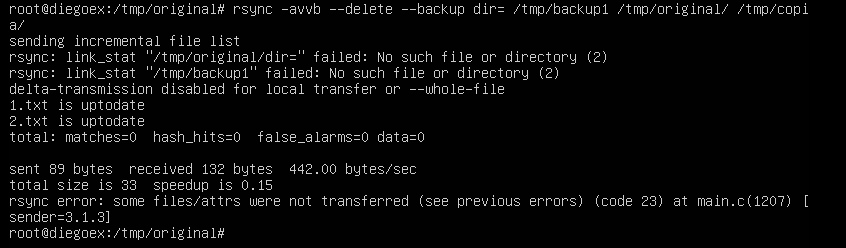 root@diegoex:/tmp/original# rsync -avvb --delete --backup dir= /tmp/backup1 /tmp/original/ /tmp/copi
a/
sending incremental file list
rsync: link_stat "/tmp/original/dir=" failed: No such file or directory (2)
rsync: link_stat "/tmp/backup1" failed: No such file or directory (2)
delta-transmission disabled for local transfer or --whole-file
1.txt is uptodate
2.txt is uptodate
total: matches=0  hash_hits=0  false_alarms=0 data=0

sent 89 bytes  received 132 bytes  442.00 bytes/sec
total size is 33  speedup is 0.15
rsync error: some files/attrs were not transferred (see previous errors) (code 23) at main.c(1207) [
sender=3.1.3]
root@diegoex:/tmp/original#